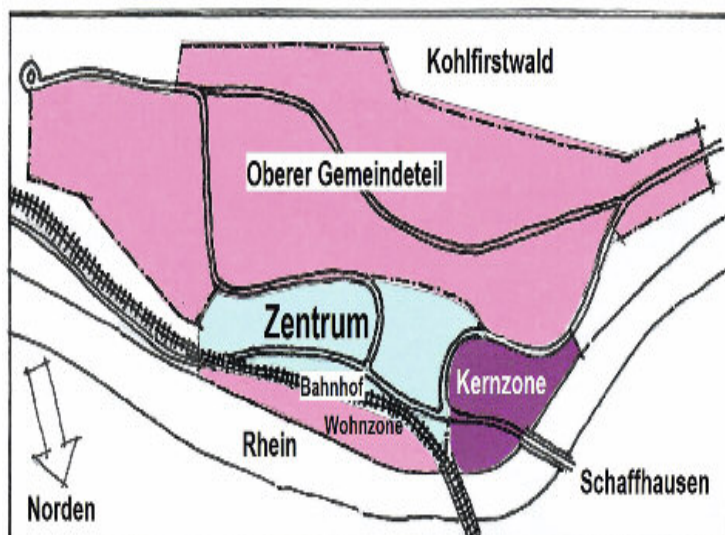 Kohlfirstwald
Oberer Gemeindeteil
Zentrum
Kernzone
Bahnhof
Wohnzone
Rhein
Schaffhausen
Norden